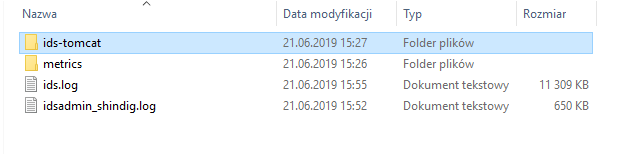 Nazwa Data modyfikacji Typ Rozmiar
ids-tomcat 21.06.2019 15:27 Folder plików
metrics 21.06.2019 15:26 Folder plików
ids.log 21.06.2019 15:55 Dokument tekstowy 11 309 KB
idsadmin_shindig.log 21.06.2019 15:52 Dokument tekstowy 650 KB